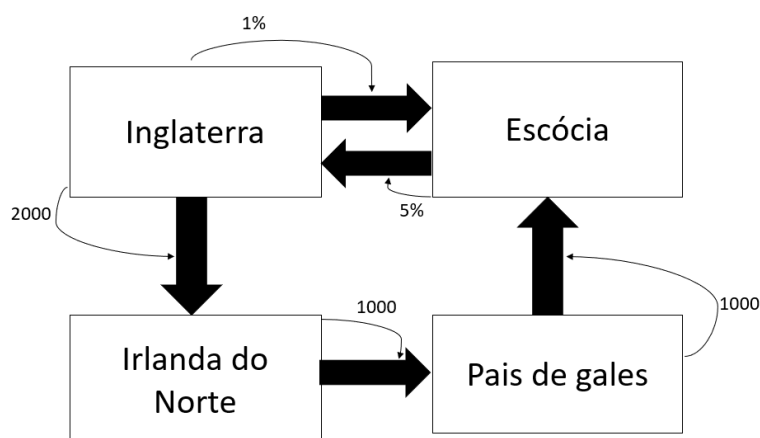 1%
Inglaterra
Escócia
2000
5%
1000
1000
Irlanda do
Norte
Pais de gales